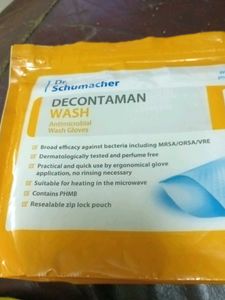 Dr.
Schumacher
DECONTAMAN
WASH
Antimicrobial
Wash Gloves
Broad efficacy against bacteria including MRSA/ORSA/VRE
Dermatologically tested and perfume free
Practical and quick use by ergonomical glove
application, no rinsing necessary
Suitable for heating in the microwave
Contains PHMB
Resealable zip lock pouch